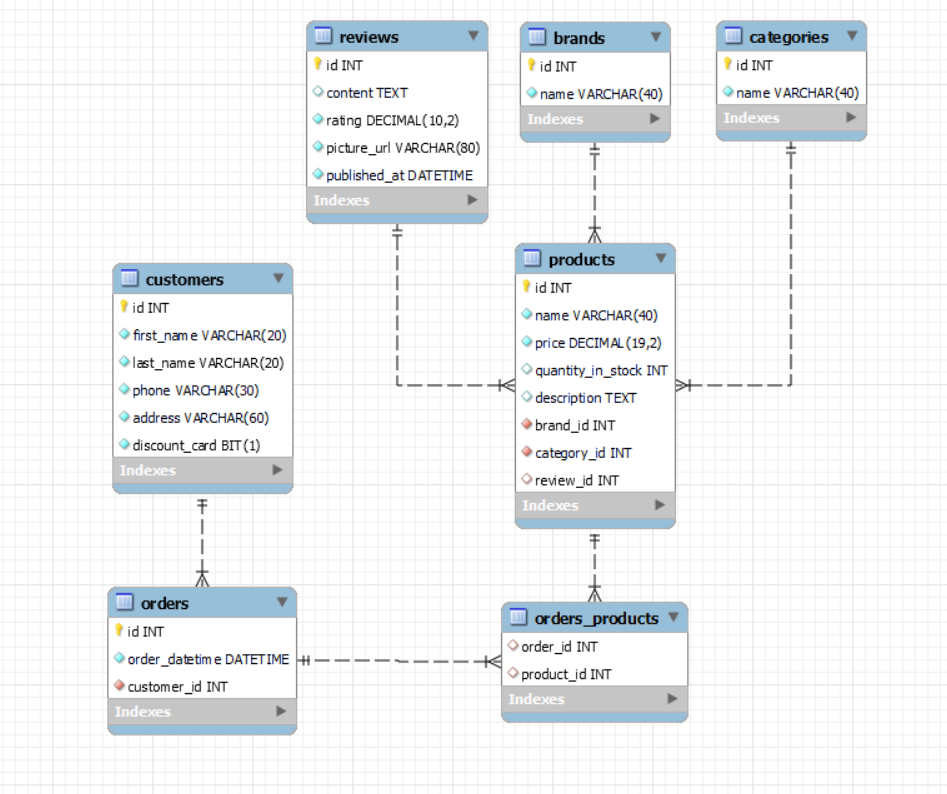 reviews
id INT
content TEXT
rating DECIMAL(10,2)
picture_url VARCHAR(80)
published_at DATETIME
Indexes
brands
id INT
name VARCHAR(40)
Indexes
categories
id INT
name VARCHAR(40)
Indexes
customers
id INT
first_name VARCHAR(20)
last_name VARCHAR(20)
phone VARCHAR(30)
address VARCHAR(60)
discount_card BIT(1)
Indexes
products
id INT
name VARCHAR(40)
price DECIMAL(19,2)
quantity_in_stock INT
description TEXT
brand_id INT
category_id INT
review_id INT
Indexes
orders
id INT
order_datetime DATETIME
customer_id INT
Indexes
orders_products
order_id INT
product_id INT
Indexes